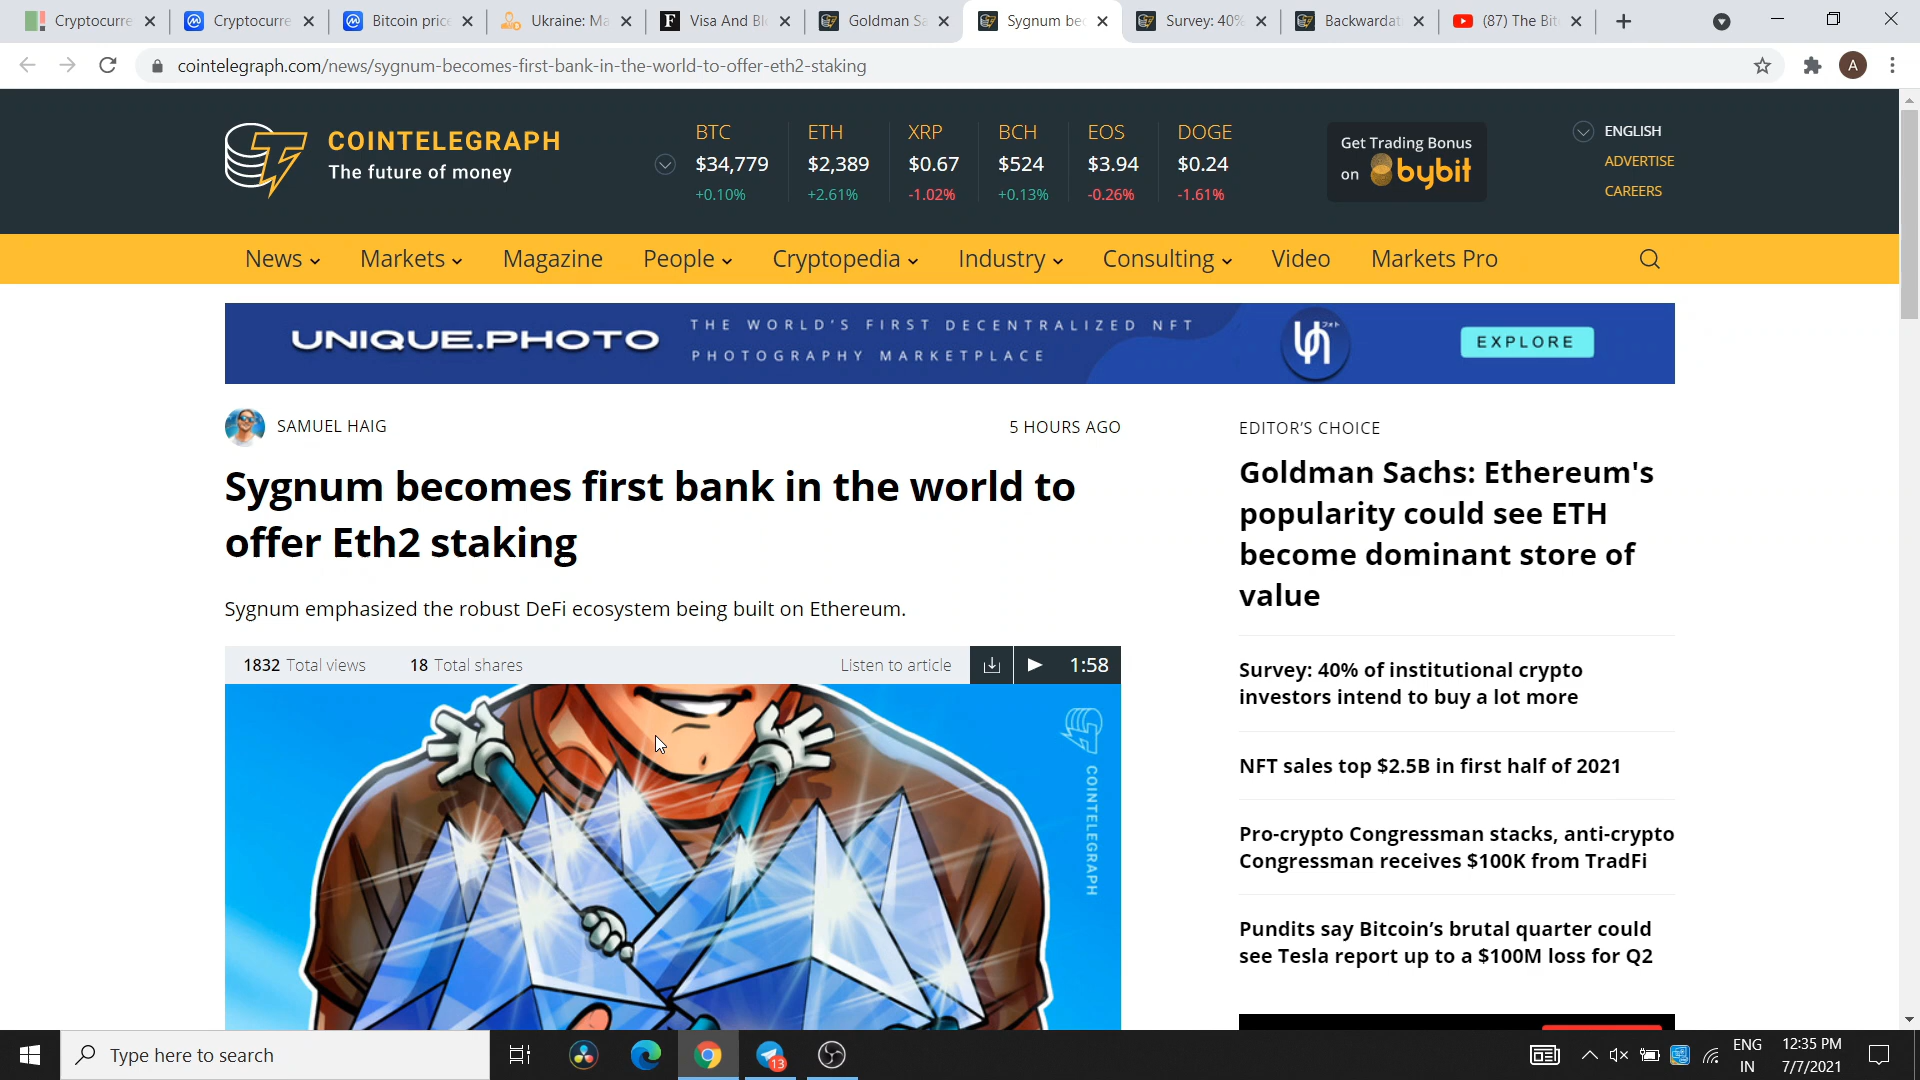 Cryptocurre
Cryptocurre
Bitcoin price
Ukraine: Ma
Visa And Bl
Goldman Sa
Sygnum bec
Survey: 40%
Backwardat
(87) The Bit
cointelegraph.com/news/sygnum-becomes-first-bank-in-the-world-to-offer-eth2-staking
A
COINTELEGRAPH
The future of money
BTC
$34,779
+0.10%
ETH
$2,389
+2.61%
XRP
$0.67
-1.02%
BCH
$524
+0.13%
EOS
$3.94
-0.26%
DOGE
$0.24
-1.61%
Get Trading Bonus
on bybit
ENGLISH
ADVERTISE
CAREERS
News
Markets
Magazine
People
Cryptopedia
Industry
Consulting
Video
Markets Pro
UNIQUE.PHOTO
THE WORLD'S FIRST DECENTRALIZED NFT
PHOTOGRAPHY MARKETPLACE
EXPLORE
SAMUEL HAIG
5 HOURS AGO
Sygnum becomes first bank in the world to
offer Eth2 staking
Sygnum emphasized the robust DeFi ecosystem being built on Ethereum.
1832 Total views
18 Total shares
Listen to article
1:58
COINTELEGRAPH
EDITOR'S CHOICE
Goldman Sachs: Ethereum's
popularity could see ETH
become dominant store of
value
Survey: 40% of institutional crypto
investors intend to buy a lot more
NFT sales top $2.5B in first half of 2021
Pro-crypto Congressman stacks, anti-crypto
Congressman receives $100K from TradFi
Pundits say Bitcoin’s brutal quarter could
see Tesla report up to a $100M loss for Q2
Type here to search
13
ENG
IN
12:35 PM
7/7/2021